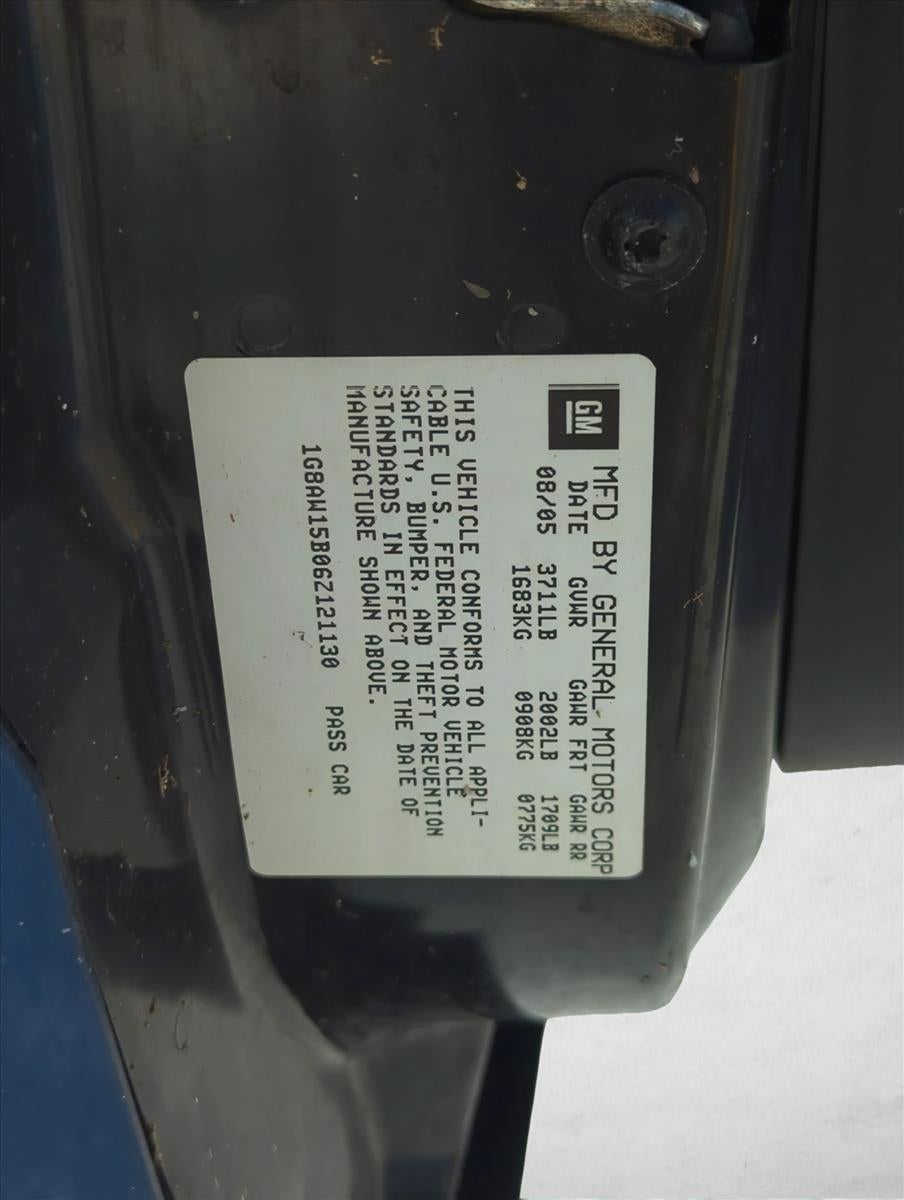 GM
MFD BY GENERAL MOTORS CORP
DATE GVWR GAWR FRT GAWR RR
08/05 3711LB 2002LB 1709LB
1683KG 0908KG 0775KG
THIS VEHICLE CONFORMS TO ALL APPLI-
CABLE U.S. FEDERAL MOTOR VEHICLE
SAFETY, BUMPER, AND THEFT PREVENTION
STANDARDS IN EFFECT ON THE DATE OF
MANUFACTURE SHOWN ABOVE.
1G8AW15B06Z121130 PASS CAR